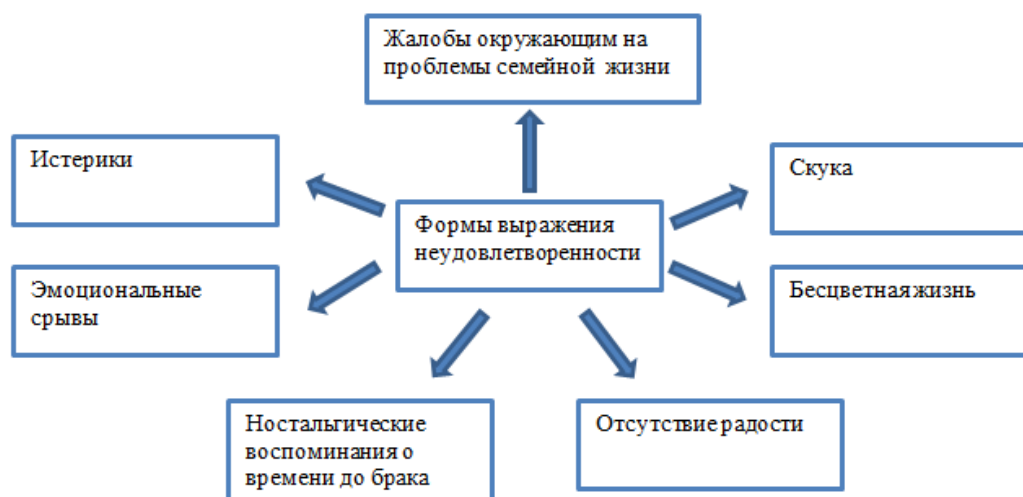 Жалобы окружающим на
проблемы семейной жизни
Истерики
Скука
Формы выражения
неудовлетворенности
Эмоциональные
срывы
Бесцветная жизнь
Ностальгические
воспоминания о
времени до брака
Отсутствие радости